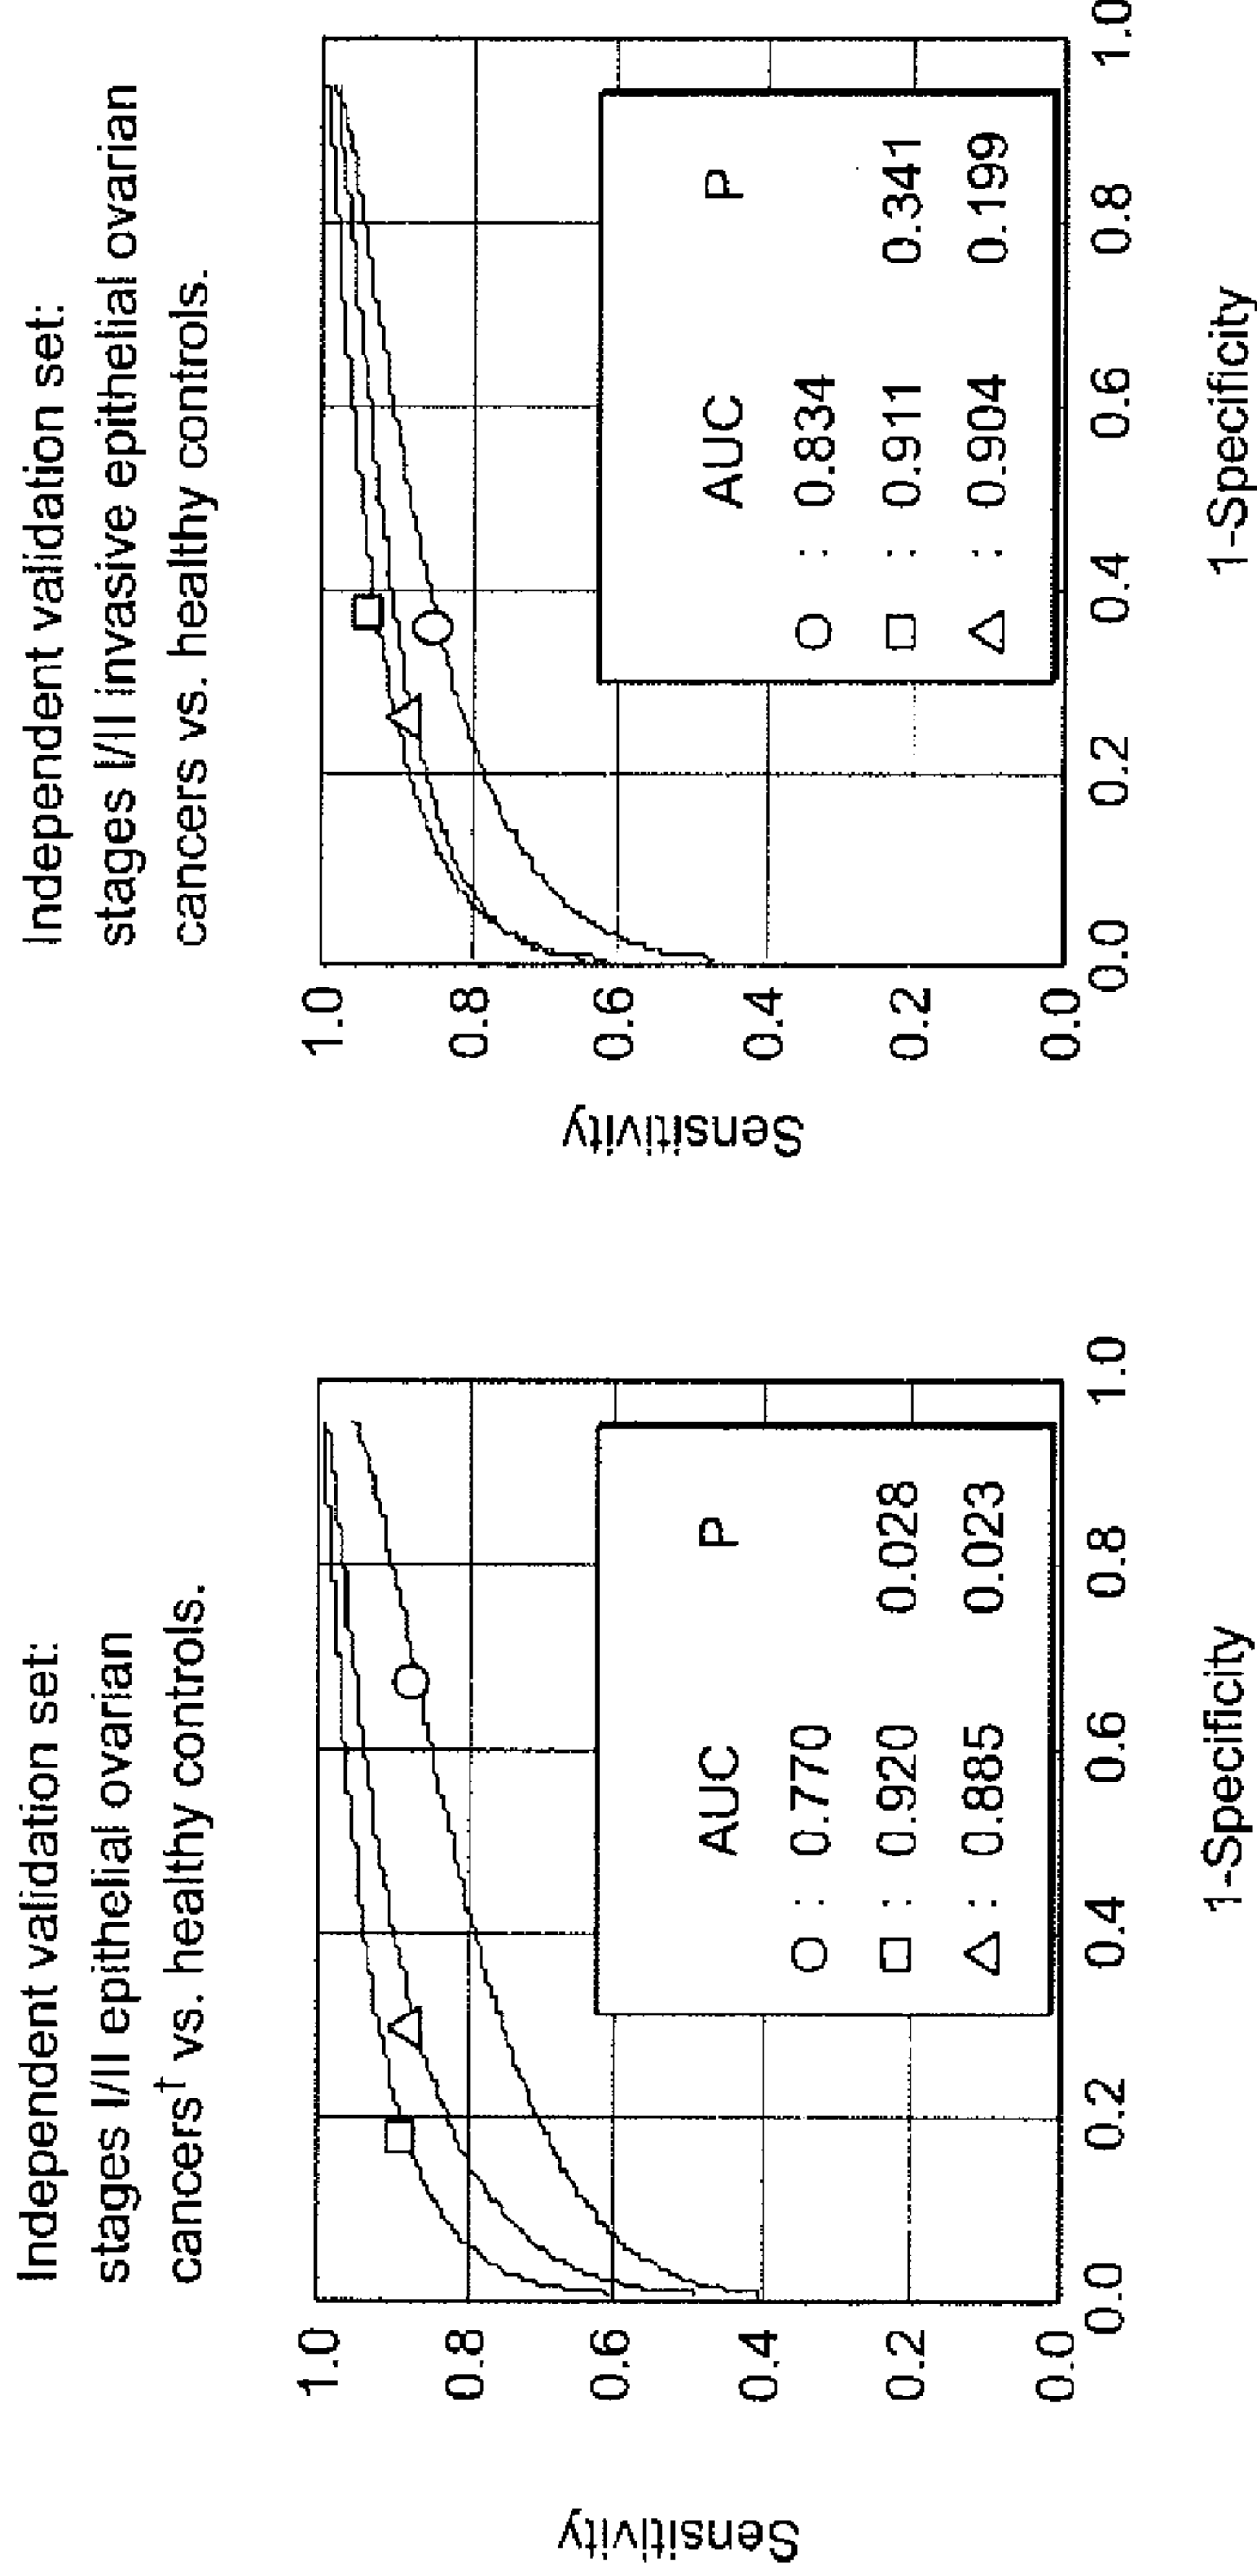 Independent validation set:
stages I/II epithelial ovarian
cancers† vs. healthy controls.
Sensitivity
1.0
0.8
0.6
0.4
0.2
0.0
AUC P
○ : 0.770
□ : 0.920 0.028
△ : 0.885 0.023
0.0 0.2 0.4 0.6 0.8 1.0
1-Specificity
Independent validation set:
stages I/II invasive epithelial ovarian
cancers vs. healthy controls.
Sensitivity
1.0
0.8
0.6
0.4
0.2
0.0
AUC P
○ : 0.834
□ : 0.911 0.341
△ : 0.904 0.199
0.0 0.2 0.4 0.6 0.8 1.0
1-Specificity